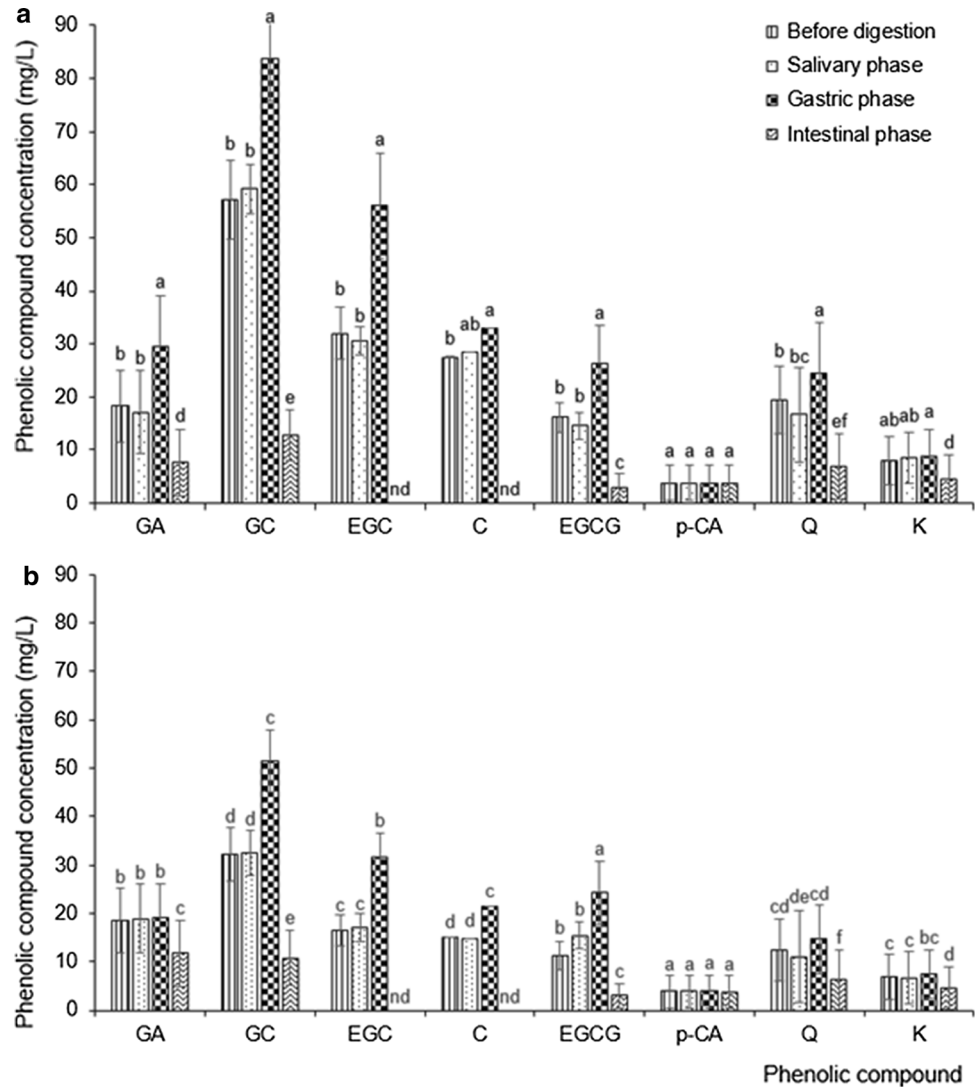 a
Phenolic compound concentration (mg/L)
90
80
70
60
50
40
30
20
10
0
Before digestion
Salivary phase
Gastric phase
Intestinal phase
b b a d
b b a e
b b a nd
b ab a nd
b b a c
a a a a
b bc a ef
ab ab a d
GA GC EGC C EGCG p-CA Q K
b
Phenolic compound concentration (mg/L)
90
80
70
60
50
40
30
20
10
0
b b b c
d d c e
c c b nd
d d c nd
b b a c
a a a a
cd de cd f
c c bc d
GA GC EGC C EGCG p-CA Q K
Phenolic compound